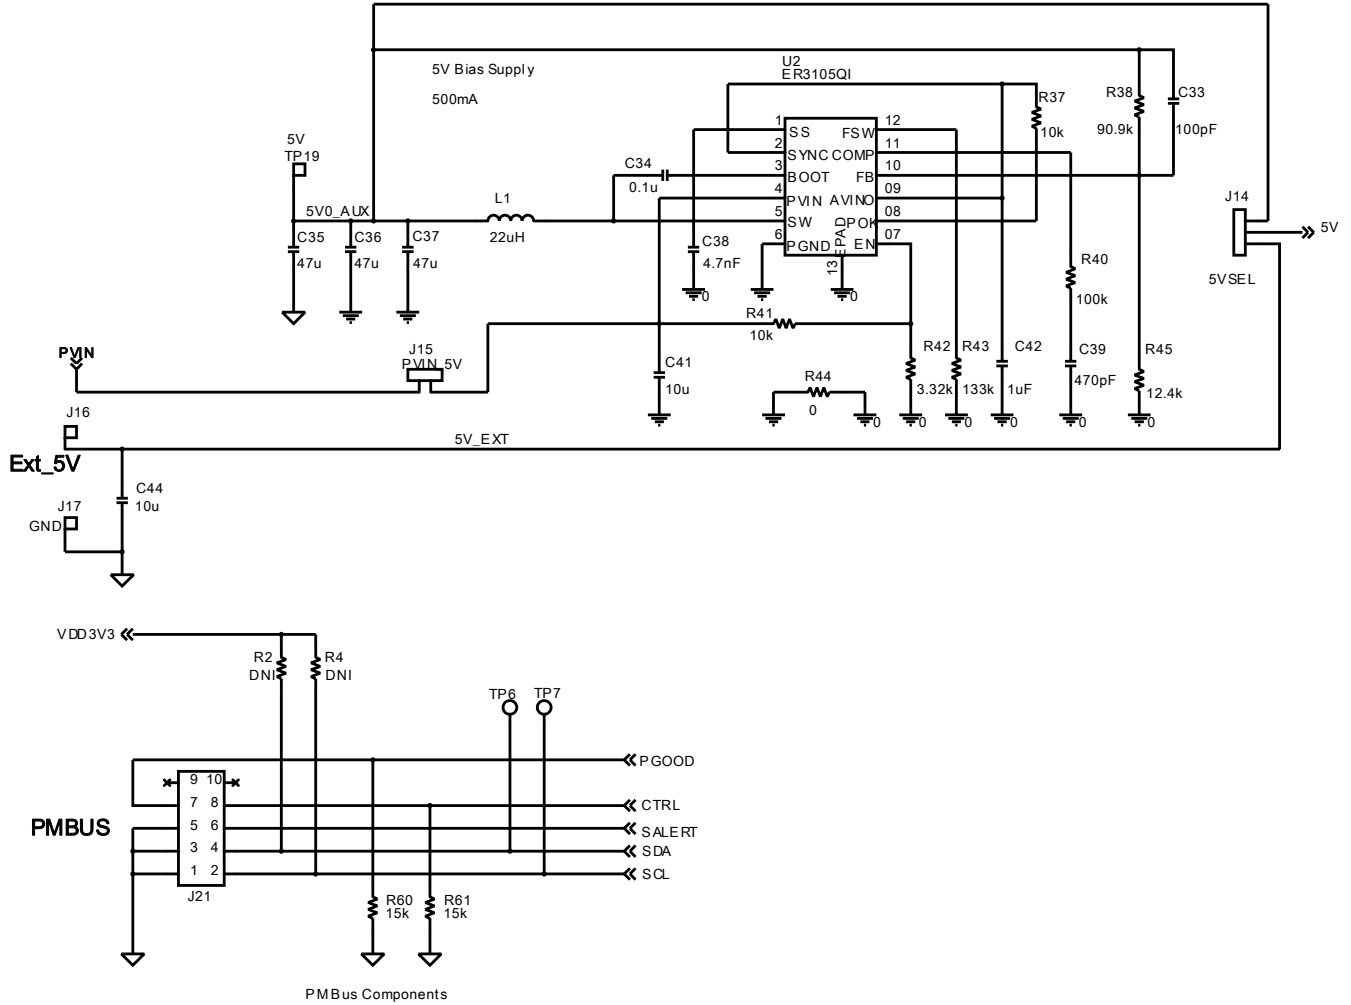 5V Bias Supply
500mA
U2
ER3105QI
R37
10k
R38
90.9k
C33
100pF
5V
TP19
5V0_AUX
C34
0.1u
L1
22uH
1 SS
2 SYNC
3 BOOT
4 PVIN
5 SW
6 PGND
13 EPAD
FSW 12
COMP 11
FB 10
AVINO 09
POK 08
EN 07
C35
47u
C36
47u
C37
47u
C38
4.7nF
0
0
J14
5V
5VSEL
R40
100k
R41
10k
PVIN
J15
PVIN_5V
C41
10u
R44
0
0
R42
3.32k
0
R43
133k
C42
1uF
0
C39
470pF
0
R45
12.4k
0
J16
Ext_5V
5V_EXT
C44
10u
J17
GND
VDD3V3
R2
DNI
R4
DNI
TP6
TP7
PGOOD
CTRL
SALERT
SDA
SCL
PMBUS
9 10
7 8
5 6
3 4
1 2
J21
R60
15k
R61
15k
PMBus Components